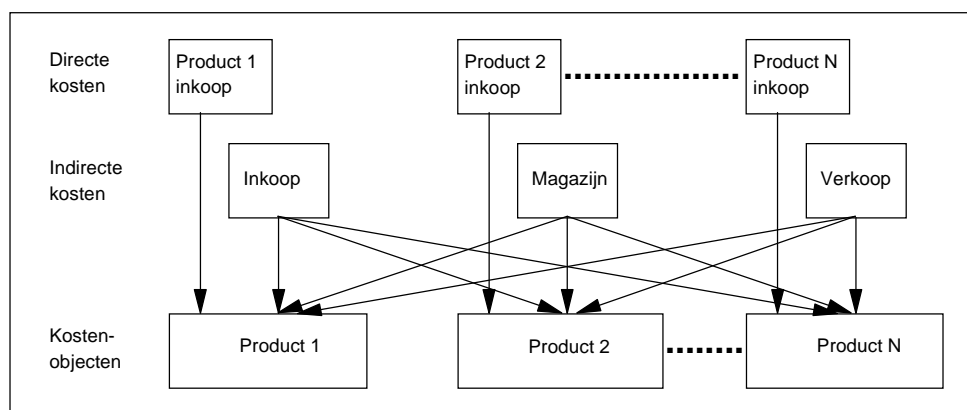 Directe
kosten
Product 1
inkoop
Product 2
inkoop
Product N
inkoop
Indirecte
kosten
Inkoop
Magazijn
Verkoop
Kosten-
objecten
Product 1
Product 2
Product N